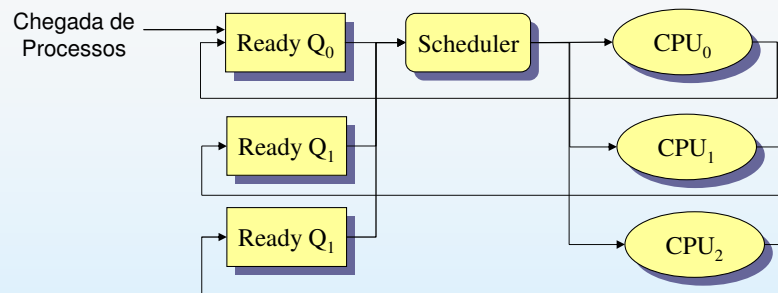 Chegada de
Processos
Ready Q₀
Scheduler
CPU₀
Ready Q₁
CPU₁
Ready Q₁
CPU₂